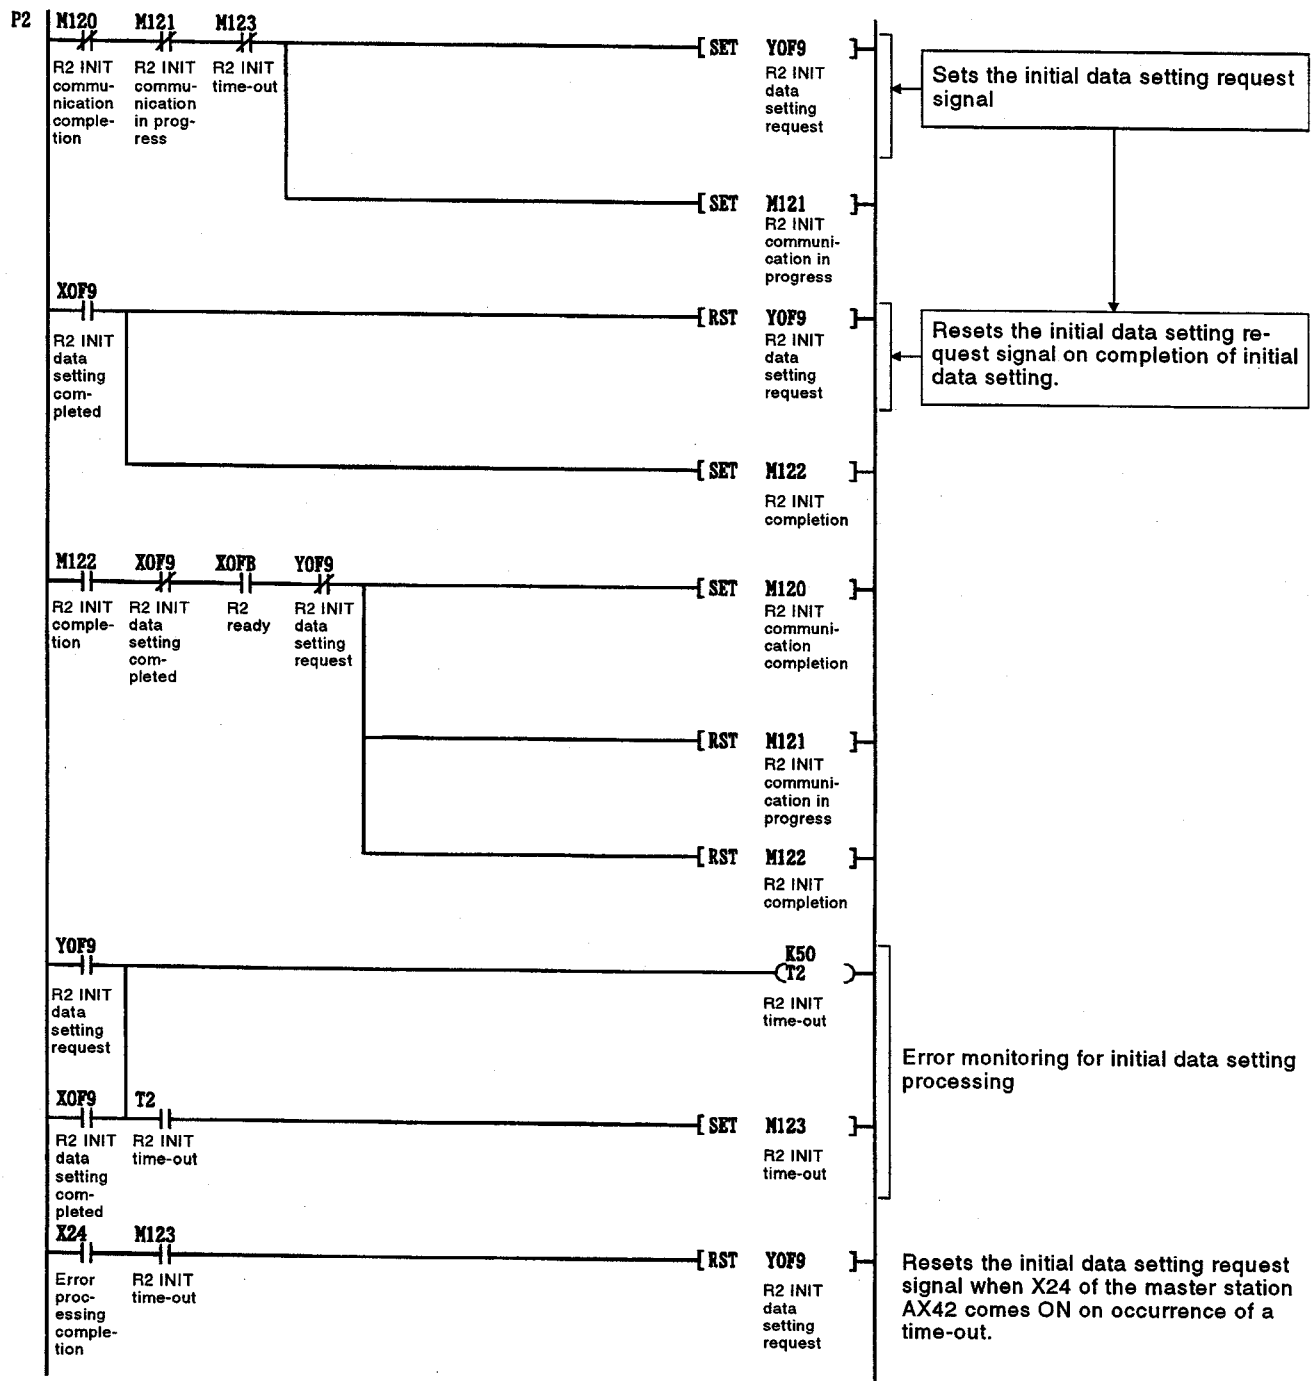 P2
M120 M121 M123
[ SET Y0F9 ]
R2 INIT
commu-
nication
comple-
tion
R2 INIT
commu-
nication
in prog-
ress
R2 INIT
time-out
R2 INIT
data
setting
request
Sets the initial data setting request
signal
[ SET M121 ]
R2 INIT
communi-
cation in
progress
X0F9
[ RST Y0F9 ]
R2 INIT
data
setting
com-
pleted
R2 INIT
data
setting
request
Resets the initial data setting re-
quest signal on completion of initial
data setting.
[ SET M122 ]
R2 INIT
completion
M122 X0F9 X0FB Y0F9
[ SET M120 ]
R2 INIT
comple-
tion
R2 INIT
data
setting
com-
pleted
R2
ready
R2 INIT
data
setting
request
R2 INIT
communi-
cation
completion
[ RST M121 ]
R2 INIT
communi-
cation in
progress
[ RST M122 ]
R2 INIT
completion
Y0F9
K50
(T2 )
R2 INIT
data
setting
request
R2 INIT
time-out
Error monitoring for initial data setting
processing
X0F9 T2
[ SET M123 ]
R2 INIT
data
setting
com-
pleted
R2 INIT
time-out
R2 INIT
time-out
X24 M123
[ RST Y0F9 ]
Error
proc-
essing
comple-
tion
R2 INIT
time-out
R2 INIT
data
setting
request
Resets the initial data setting request
signal when X24 of the master station
AX42 comes ON on occurrence of a
time-out.